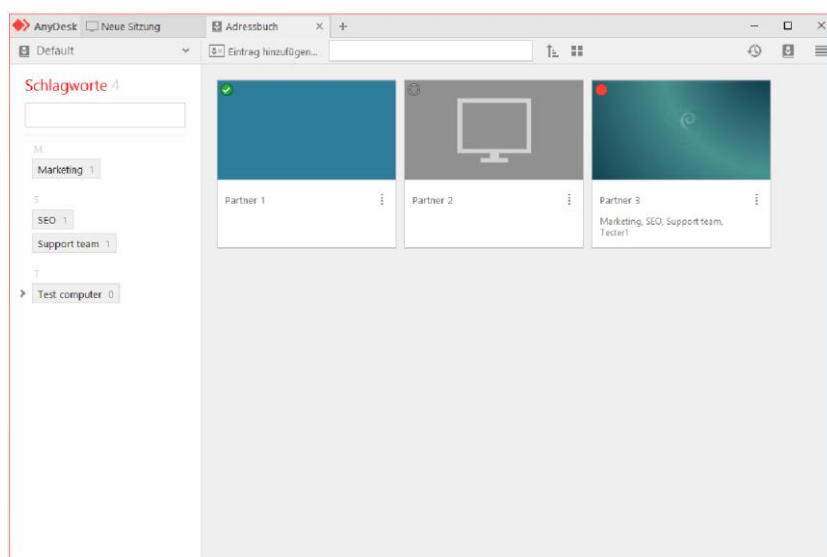 AnyDesk Neue Sitzung Adressbuch
Default Eintrag hinzufügen...
Schlagworte 4
M
Marketing 1
S
SEO 1
Support team 1
T
Test computer 0
Partner 1
Partner 2
Partner 3
Marketing, SEO, Support team,
Tester1